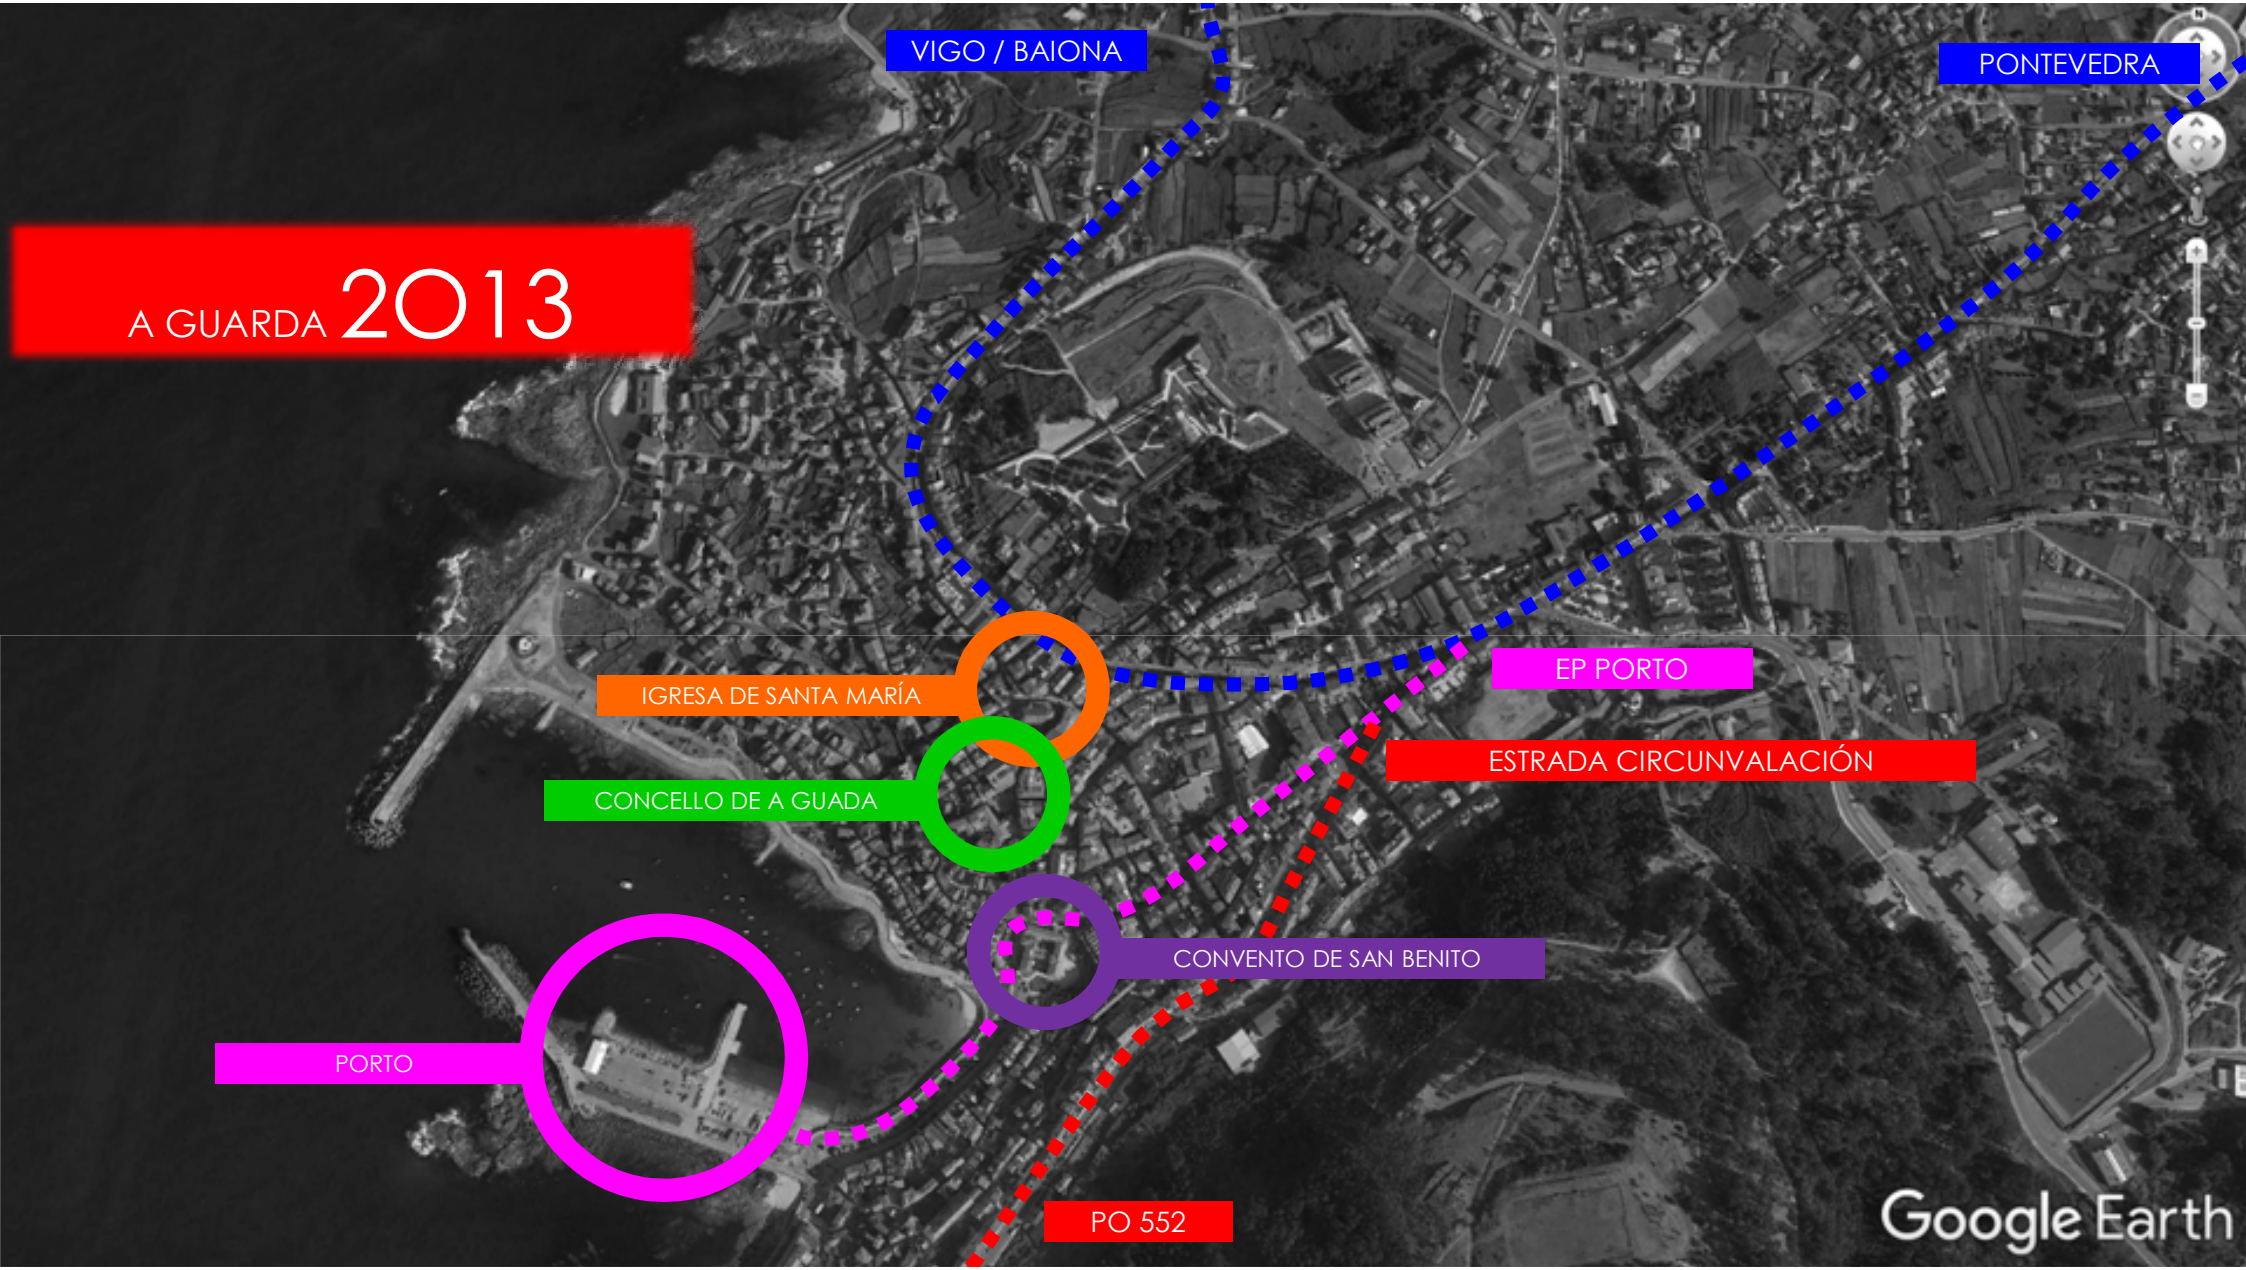 VIGO / BAIONA
PONTEVEDRA
N
A GUARDA 2013
EP PORTO
IGRESA DE SANTA MARÍA
ESTRADA CIRCUNVALACIÓN
CONCELLO DE A GUADA
CONVENTO DE SAN BENITO
PORTO
PO 552
Google Earth